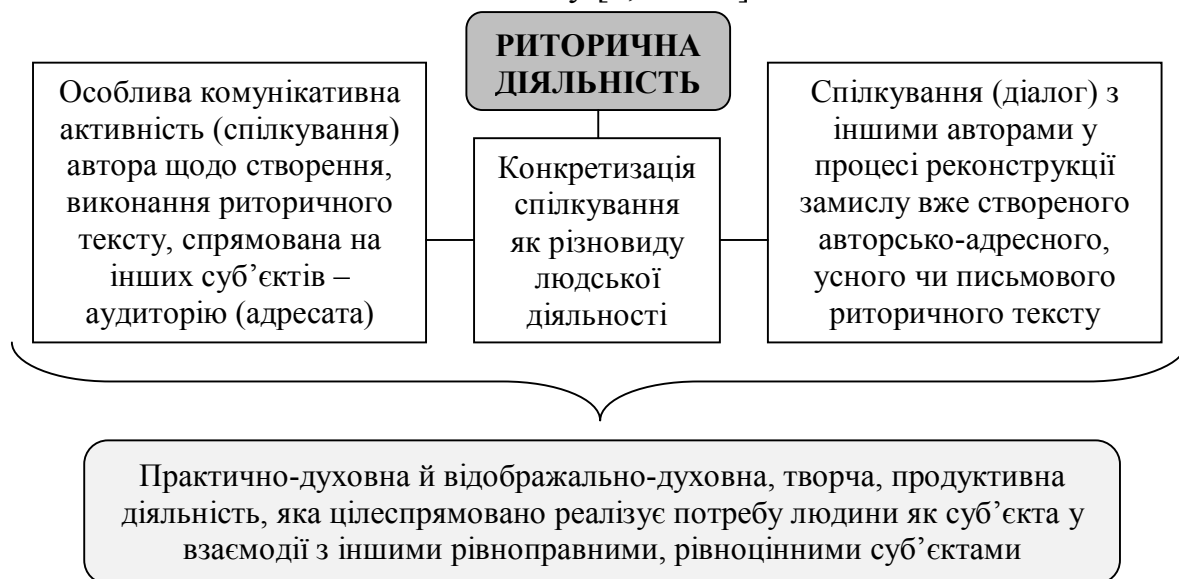 РИТОРИЧНА
ДІЯЛЬНІСТЬ
Особлива комунікативна
активність (спілкування)
автора щодо створення,
виконання риторичного
тексту, спрямована на
інших суб’єктів –
аудиторію (адресата)
Конкретизація
спілкування
як різновиду
людської
діяльності
Спілкування (діалог) з
іншими авторами у
процесі реконструкції
замислу вже створеного
авторсько-адресного,
усного чи письмового
риторичного тексту
Практично-духовна й відображально-духовна, творча, продуктивна
діяльність, яка цілеспрямовано реалізує потребу людини як суб’єкта у
взаємодії з іншими рівноправними, рівноцінними суб’єктами